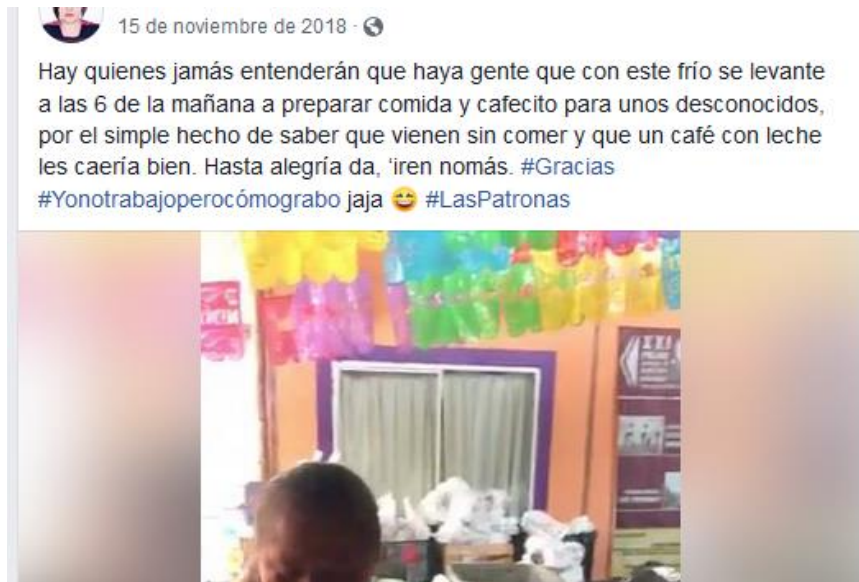 15 de noviembre de 2018 ·
Hay quienes jamás entenderán que haya gente que con este frío se levante
a las 6 de la mañana a preparar comida y cafecito para unos desconocidos,
por el simple hecho de saber que vienen sin comer y que un café con leche
les caería bien. Hasta alegría da, ‘iren nomás. #Gracias
#Yonotrabajoperocómograbo jaja 😄 #LasPatronas